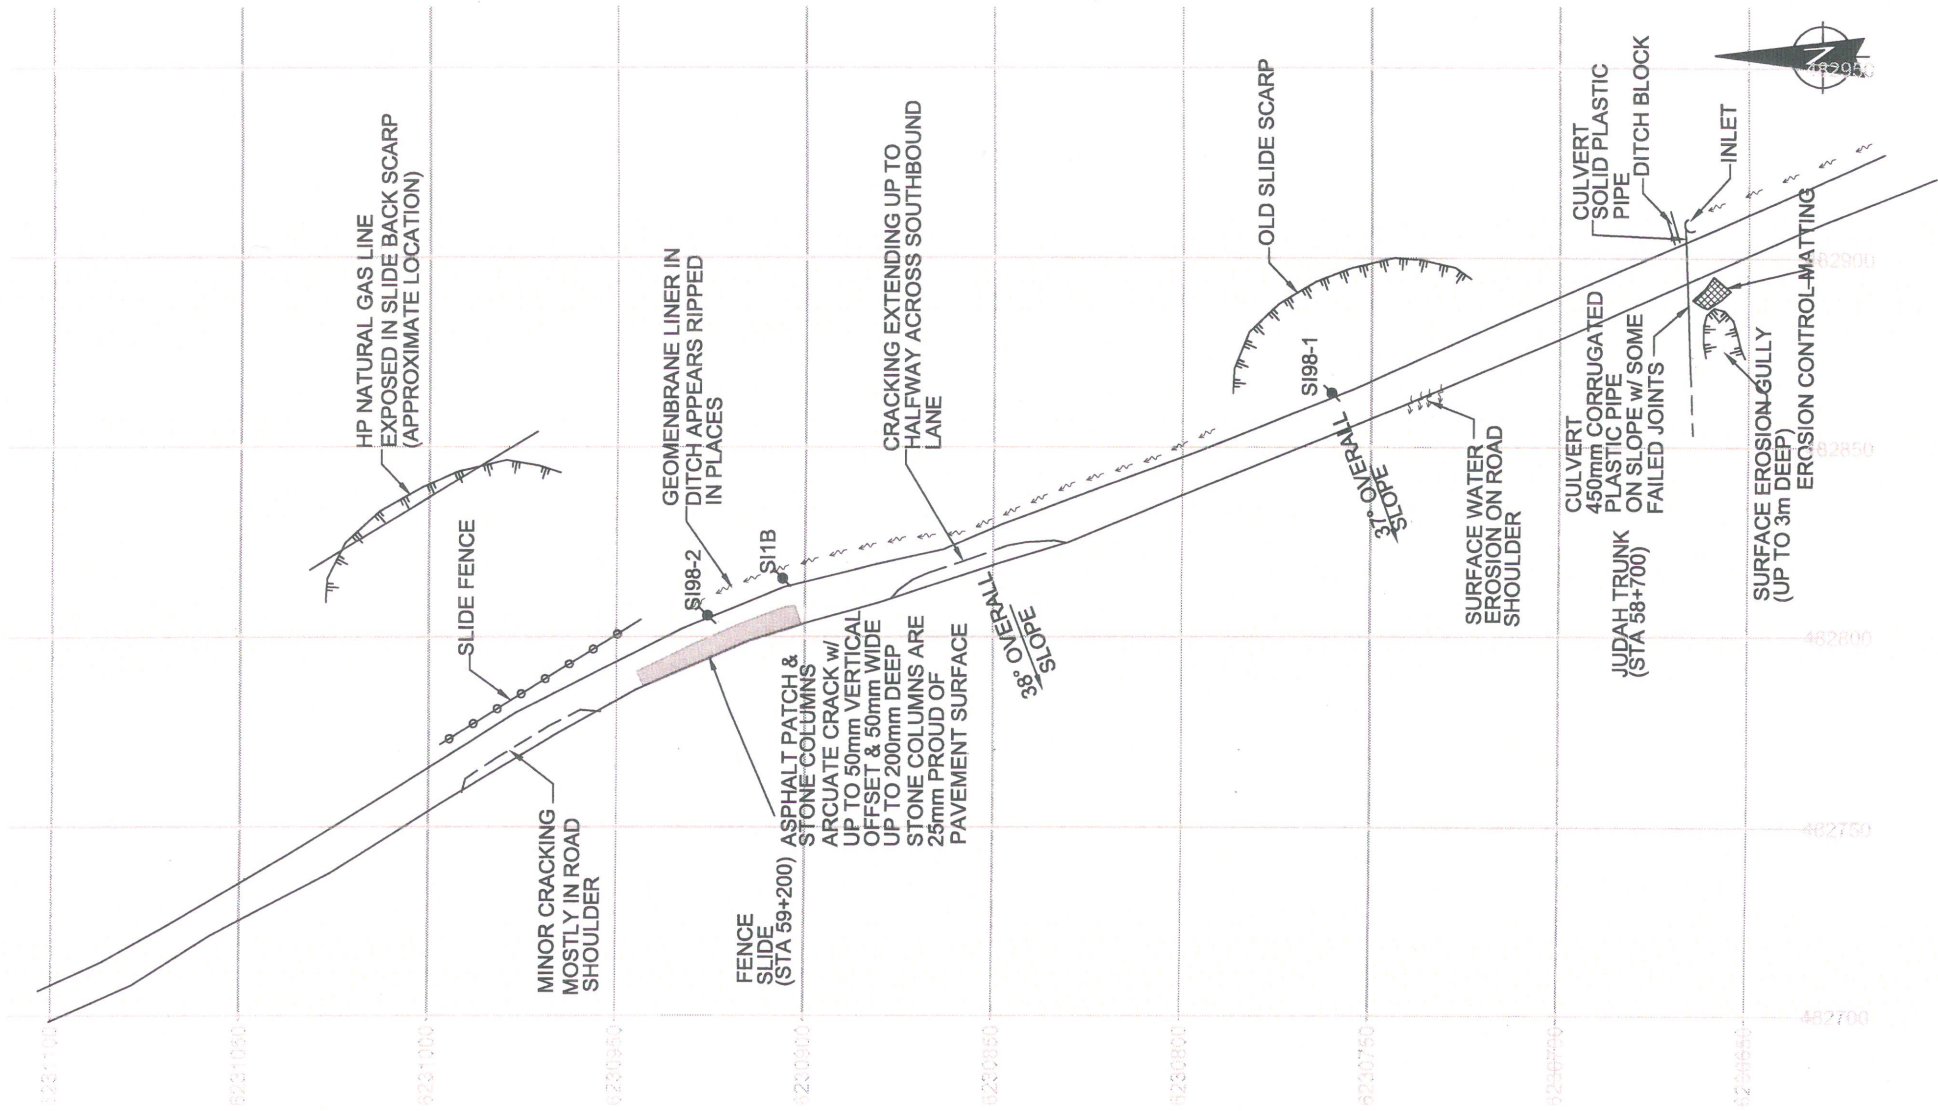 HP NATURAL GAS LINE
EXPOSED IN SLIDE BACK SCARP
(APPROXIMATE LOCATION)
SLIDE FENCE
GEOMENBRANE LINER IN
DITCH APPEARS RIPPED
IN PLACES
SI98-2
SI1B
CRACKING EXTENDING UP TO
HALFWAY ACROSS SOUTHBOUND
LANE
OLD SLIDE SCARP
SI98-1
CULVERT
SOLID PLASTIC
PIPE
DITCH BLOCK
INLET
N
MINOR CRACKING
MOSTLY IN ROAD
SHOULDER
FENCE
SLIDE
(STA 59+200)
ASPHALT PATCH &
STONE COLUMNS
ARCUATE CRACK w/
UP TO 50mm VERTICAL
OFFSET & 50mm WIDE
UP TO 200mm DEEP
STONE COLUMNS ARE
25mm PROUD OF
PAVEMENT SURFACE
38° OVERALL
SLOPE
37° OVERALL
SLOPE
SURFACE WATER
EROSION ON ROAD
SHOULDER
CULVERT
450mm CORRUGATED
PLASTIC PIPE
ON SLOPE w/ SOME
FAILED JOINTS
JUDAH TRUNK
(STA 58+700)
SURFACE EROSION GULLY
(UP TO 3m DEEP)
EROSION CONTROL MATTING
6231100
6231050
6231000
6230950
6230900
6230850
6230800
6230750
6230700
6230650
482950
482900
482850
482800
482750
482700